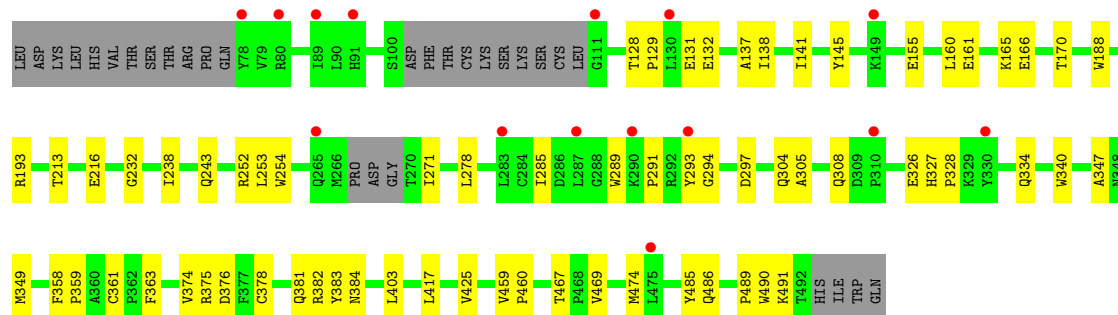 LEU ASP LYS LEU HIS VAL THR SER THR ARG PRO GLN Y78 V79 R80 I89 L90 H91 S100 ASP PHE THR CYS LYS SER LYS SER CYS LEU G111 T128 P129 L130 E131 E132 A137 I138 I141 Y145 K149 E155 L160 E161 K165 E166 T170 W188
R193 T213 E216 G232 I238 Q243 R252 L253 W254 Q265 M266 PRO ASP GLY T270 I271 L278 L283 C284 I285 D286 L287 G288 W289 K290 P291 R292 Y293 G294 D297 Q304 A305 Q308 D309 P310 E326 H327 P328 K329 Y330 Q334 W340 A347 N348
M349 F358 P359 A360 C361 P362 F363 V374 R375 D376 F377 C378 Q381 R382 Y383 N384 L403 L417 V425 V459 P460 T467 P468 V469 M474 L475 Y485 Q486 P489 W490 K491 T492 HIS ILE TRP GLN